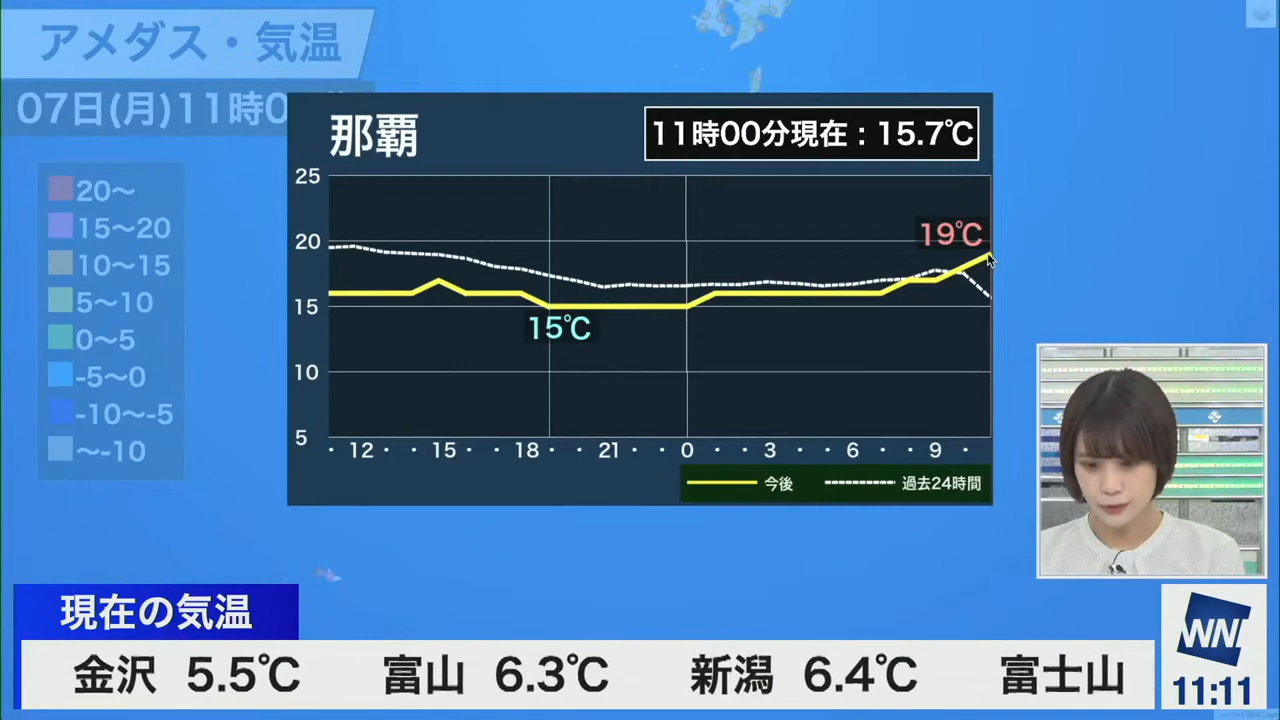 アメダス・気温
07日(月)11時0
20〜
15〜20
10〜15
5〜10
0〜5
-5〜0
-10〜-5
〜-10
那覇
11時00分現在：15.7℃
25
20
15
10
5
19℃
15℃
・12・・15・・18・・21・・0・・3・・6・・9・
今後
過去24時間
現在の気温
金沢 5.5℃ 富山 6.3℃ 新潟 6.4℃ 富士山
WN
11:11